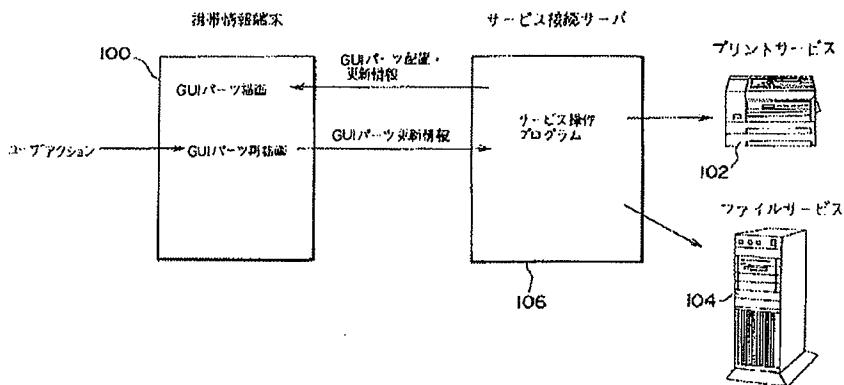 携帯情報端末
サービス接続サーバ
プリントサービス
100
GUIパーツ配置・
更新情報
GUIパーツ描画
サービス操作
プログラム
GUIパーツ更新情報
ユーザアクション
GUIパーツ再描画
102
ファイルサービス
104
106